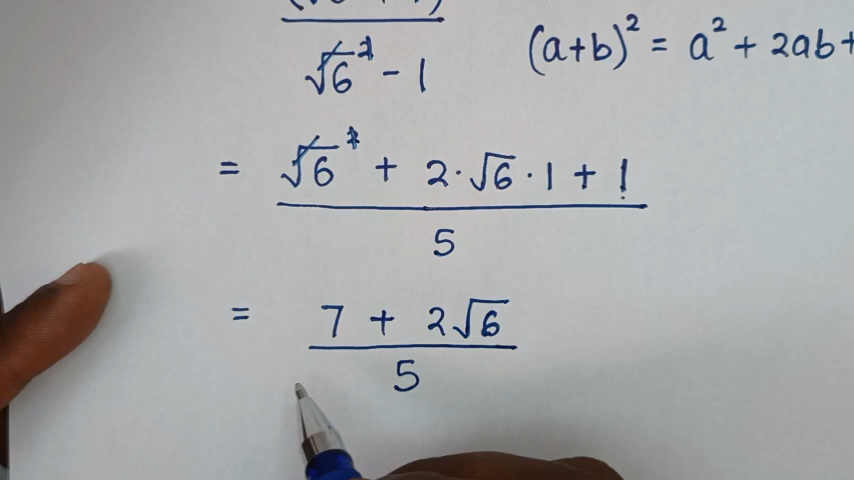 √6² - 1
(a+b)² = a² + 2ab+
= √6² + 2·√6·1 + 1
5
= 7 + 2√6
5